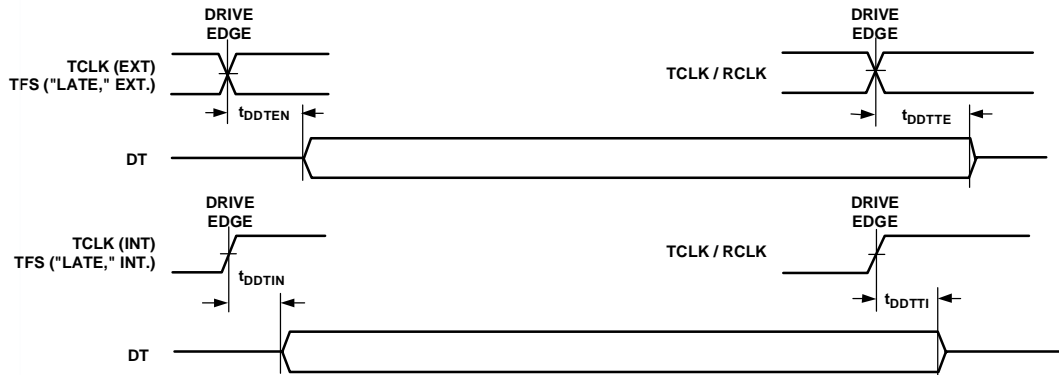 DRIVE
EDGE
DRIVE
EDGE
TCLK (EXT)
TFS ("LATE," EXT.)
TCLK / RCLK
tDDTEN
tDDTTE
DT
DRIVE
EDGE
DRIVE
EDGE
TCLK (INT)
TFS ("LATE," INT.)
TCLK / RCLK
tDDTIN
tDDTTI
DT